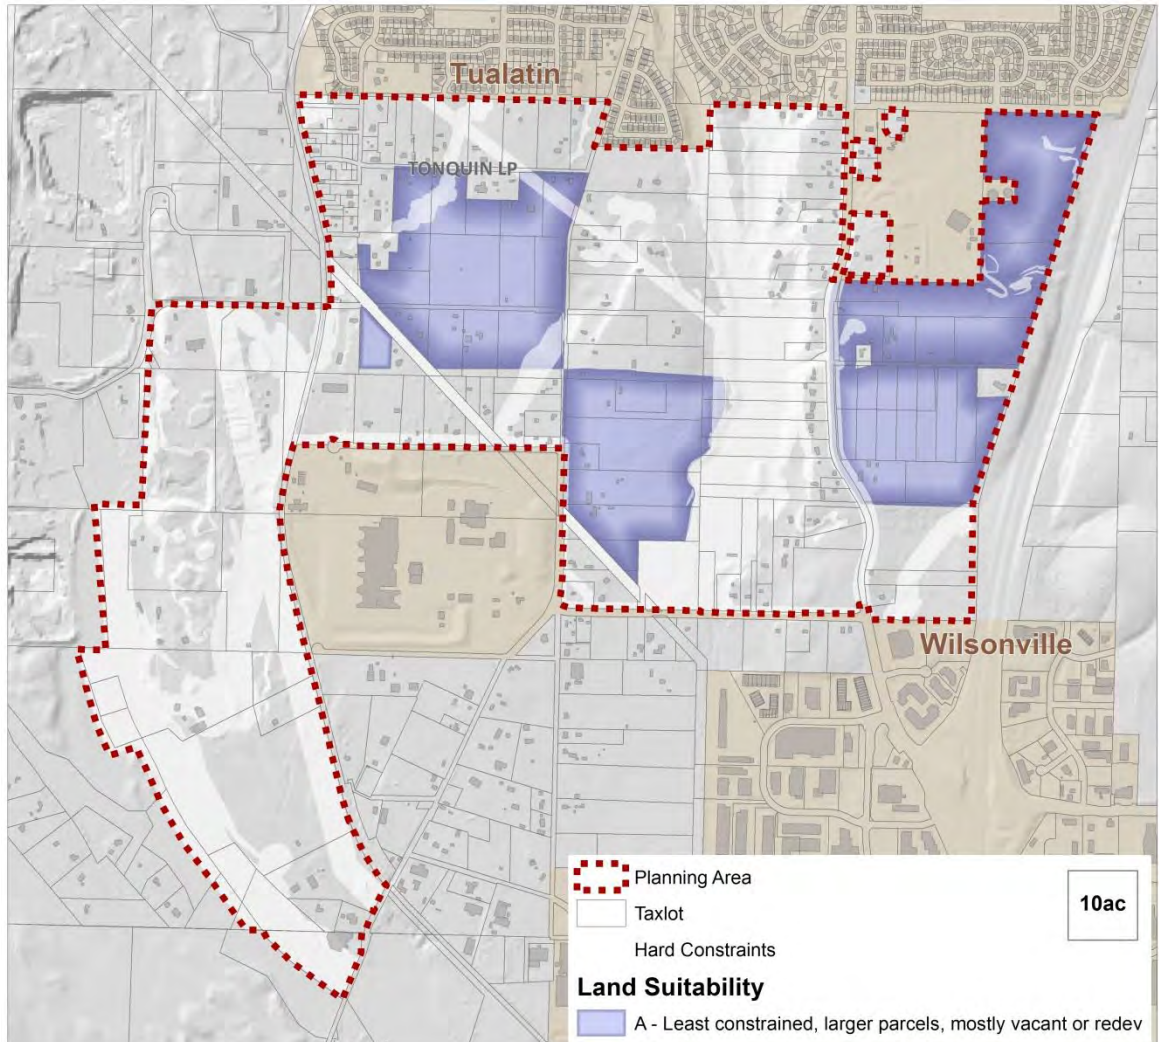 Tualatin
TONQUIN LP
Wilsonville
Planning Area
Taxlot
Hard Constraints
10ac
Land Suitability
A - Least constrained, larger parcels, mostly vacant or redev